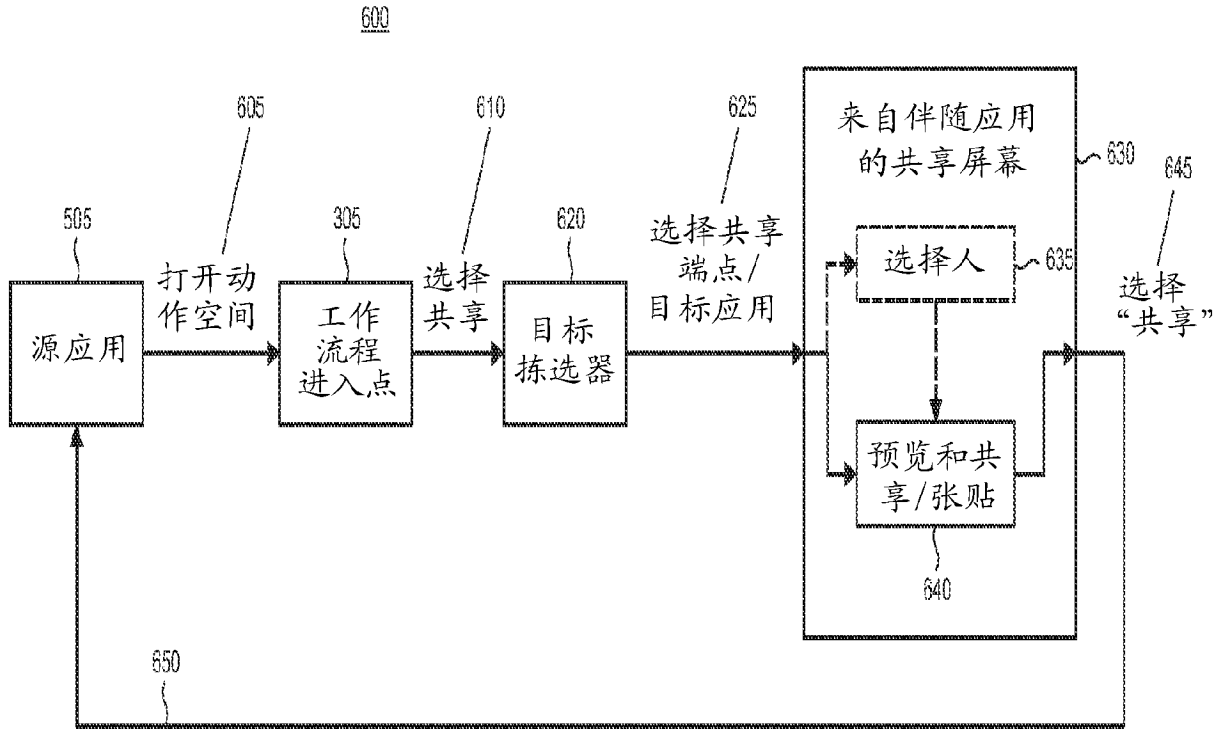 600
605
610
625
来自伴随应用
的共享屏幕
630
645
505
305
620
打开动
作空间
选择
共享
选择共享
端点/
目标应用
选择人
635
选择
“共享”
源应用
工作
流程
进入点
目标
拣选器
预览和共
享/张贴
640
650